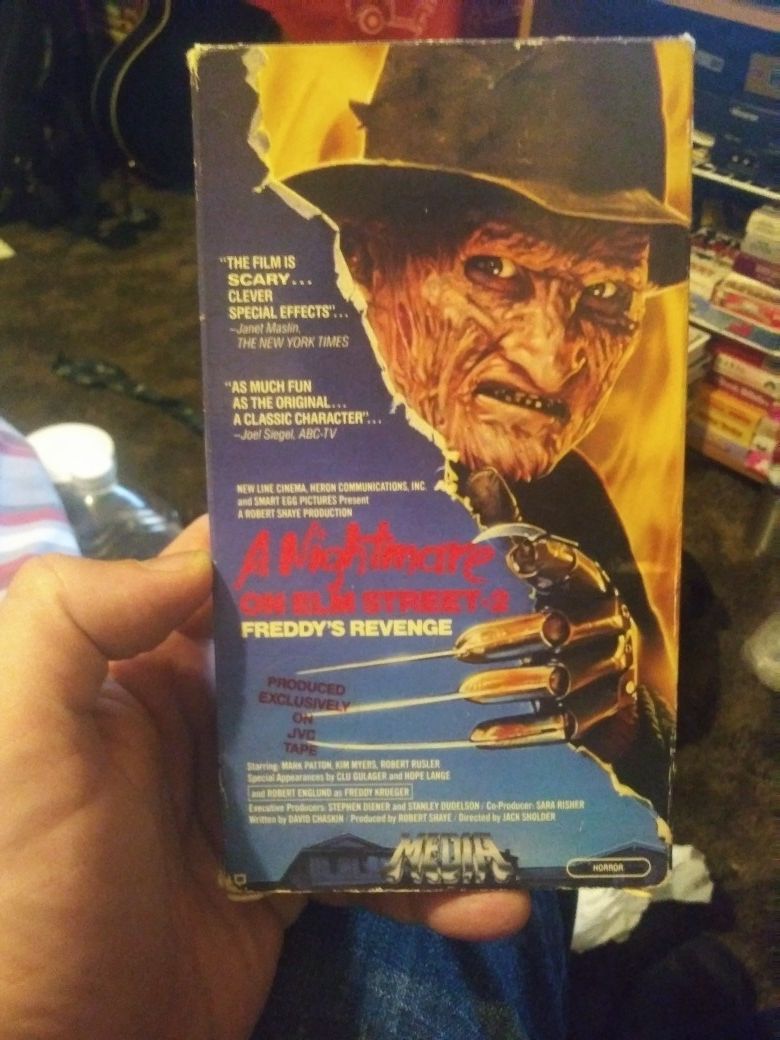 "THE FILM IS
SCARY...
CLEVER
SPECIAL EFFECTS"...
–Janet Maslin,
THE NEW YORK TIMES
"AS MUCH FUN
AS THE ORIGINAL...
A CLASSIC CHARACTER"...
–Joel Siegel, ABC-TV
NEW LINE CINEMA, HERON COMMUNICATIONS, INC.
and SMART EGG PICTURES Present
A ROBERT SHAYE PRODUCTION
A Nightmare
ON ELM STREET·2
FREDDY'S REVENGE
PRODUCED
EXCLUSIVELY
ON
JVC
TAPE
Starring: MARK PATTON, KIM MYERS, ROBERT RUSLER
Special Appearances by CLU GULAGER and HOPE LANGE
and ROBERT ENGLUND as FREDDY KRUEGER
Executive Producers: STEPHEN DIENER and STANLEY DUDELSON / Co-Producer: SARA RISHER
Written by DAVID CHASKIN / Produced by ROBERT SHAYE / Directed by JACK SHOLDER
MEDIA
HORROR